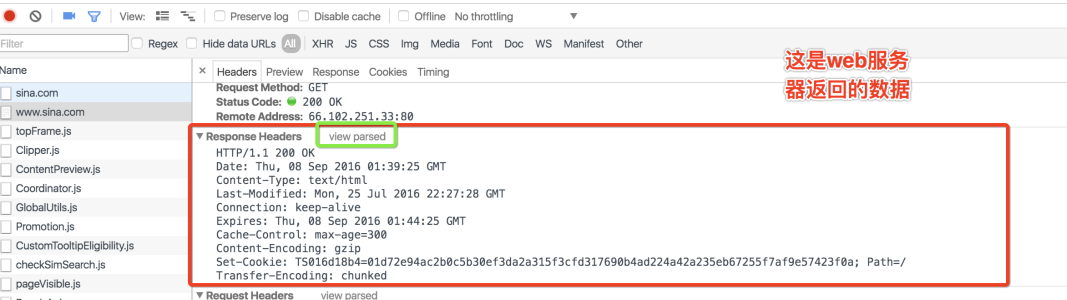 View: Preserve log Disable cache Offline No throttling
Filter Regex Hide data URLs All XHR JS CSS Img Media Font Doc WS Manifest Other
Name
× Headers Preview Response Cookies Timing
sina.com
www.sina.com
topFrame.js
Clipper.js
ContentPreview.js
Coordinator.js
GlobalUtils.js
Promotion.js
CustomTooltipEligibility.js
checkSimSearch.js
pageVisible.js
Request Method: GET
Status Code: 200 OK
Remote Address: 66.102.251.33:80
Response Headers view parsed
HTTP/1.1 200 OK
Date: Thu, 08 Sep 2016 01:39:25 GMT
Content-Type: text/html
Last-Modified: Mon, 25 Jul 2016 22:27:28 GMT
Connection: keep-alive
Expires: Thu, 08 Sep 2016 01:44:25 GMT
Cache-Control: max-age=300
Content-Encoding: gzip
Set-Cookie: TS016d18b4=01d72e94ac2b0c5b30ef3da2a315f3cfd317690b4ad224a42a235eb67255f7af9e57423f0a; Path=/
Transfer-Encoding: chunked
Request Headers view parsed
这是web服务
器返回的数据